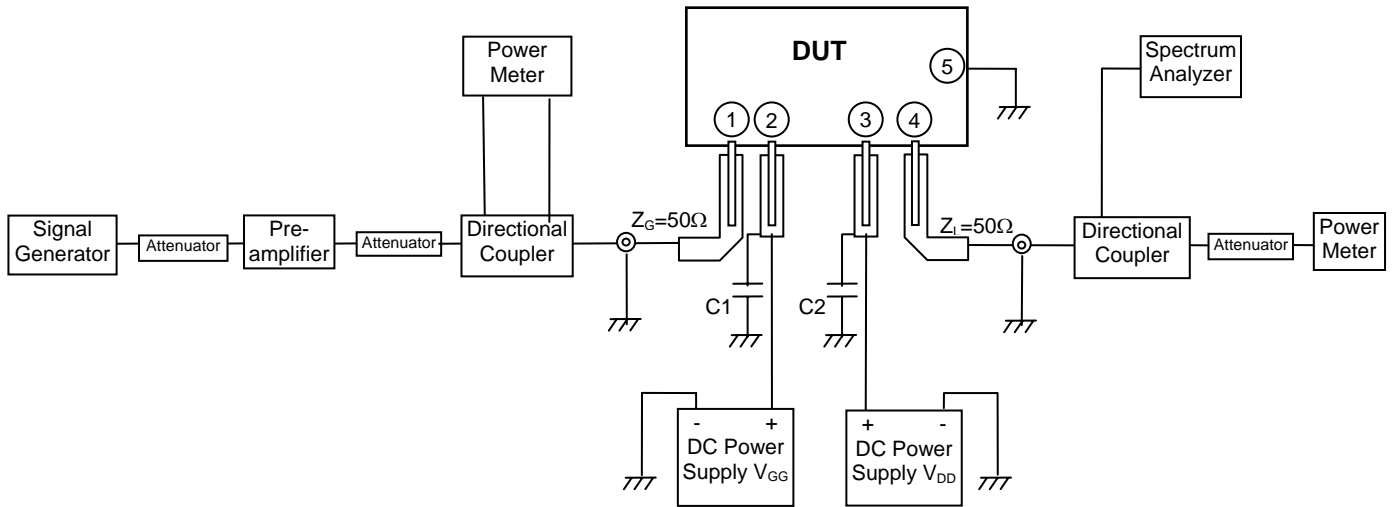 Power
Meter
DUT
5
Spectrum
Analyzer
1
2
3
4
Signal
Generator
Attenuator
Pre-
amplifier
Attenuator
Directional
Coupler
ZG=50Ω
ZL=50Ω
Directional
Coupler
Attenuator
Power
Meter
C1
C2
- +
DC Power
Supply VGG
+ -
DC Power
Supply VDD